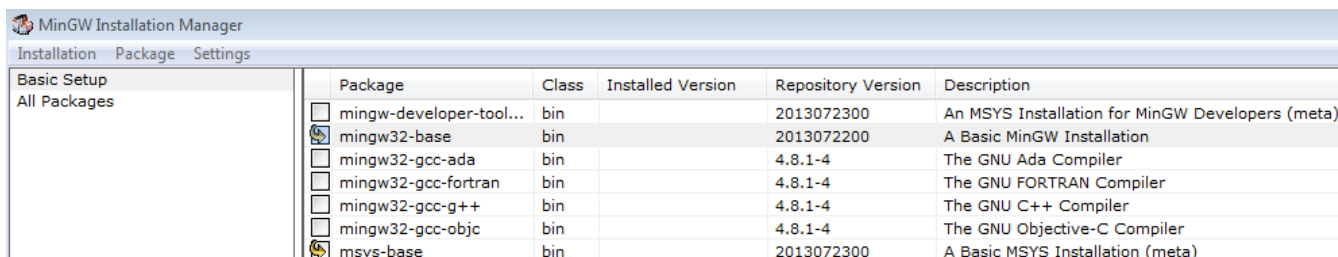 MinGW Installation Manager
Installation Package Settings
Basic Setup
All Packages
Package Class Installed Version Repository Version Description
mingw-developer-tool... bin 2013072300 An MSYS Installation for MinGW Developers (meta)
mingw32-base bin 2013072200 A Basic MinGW Installation
mingw32-gcc-ada bin 4.8.1-4 The GNU Ada Compiler
mingw32-gcc-fortran bin 4.8.1-4 The GNU FORTRAN Compiler
mingw32-gcc-g++ bin 4.8.1-4 The GNU C++ Compiler
mingw32-gcc-objc bin 4.8.1-4 The GNU Objective-C Compiler
msys-base bin 2013072300 A Basic MSYS Installation (meta)